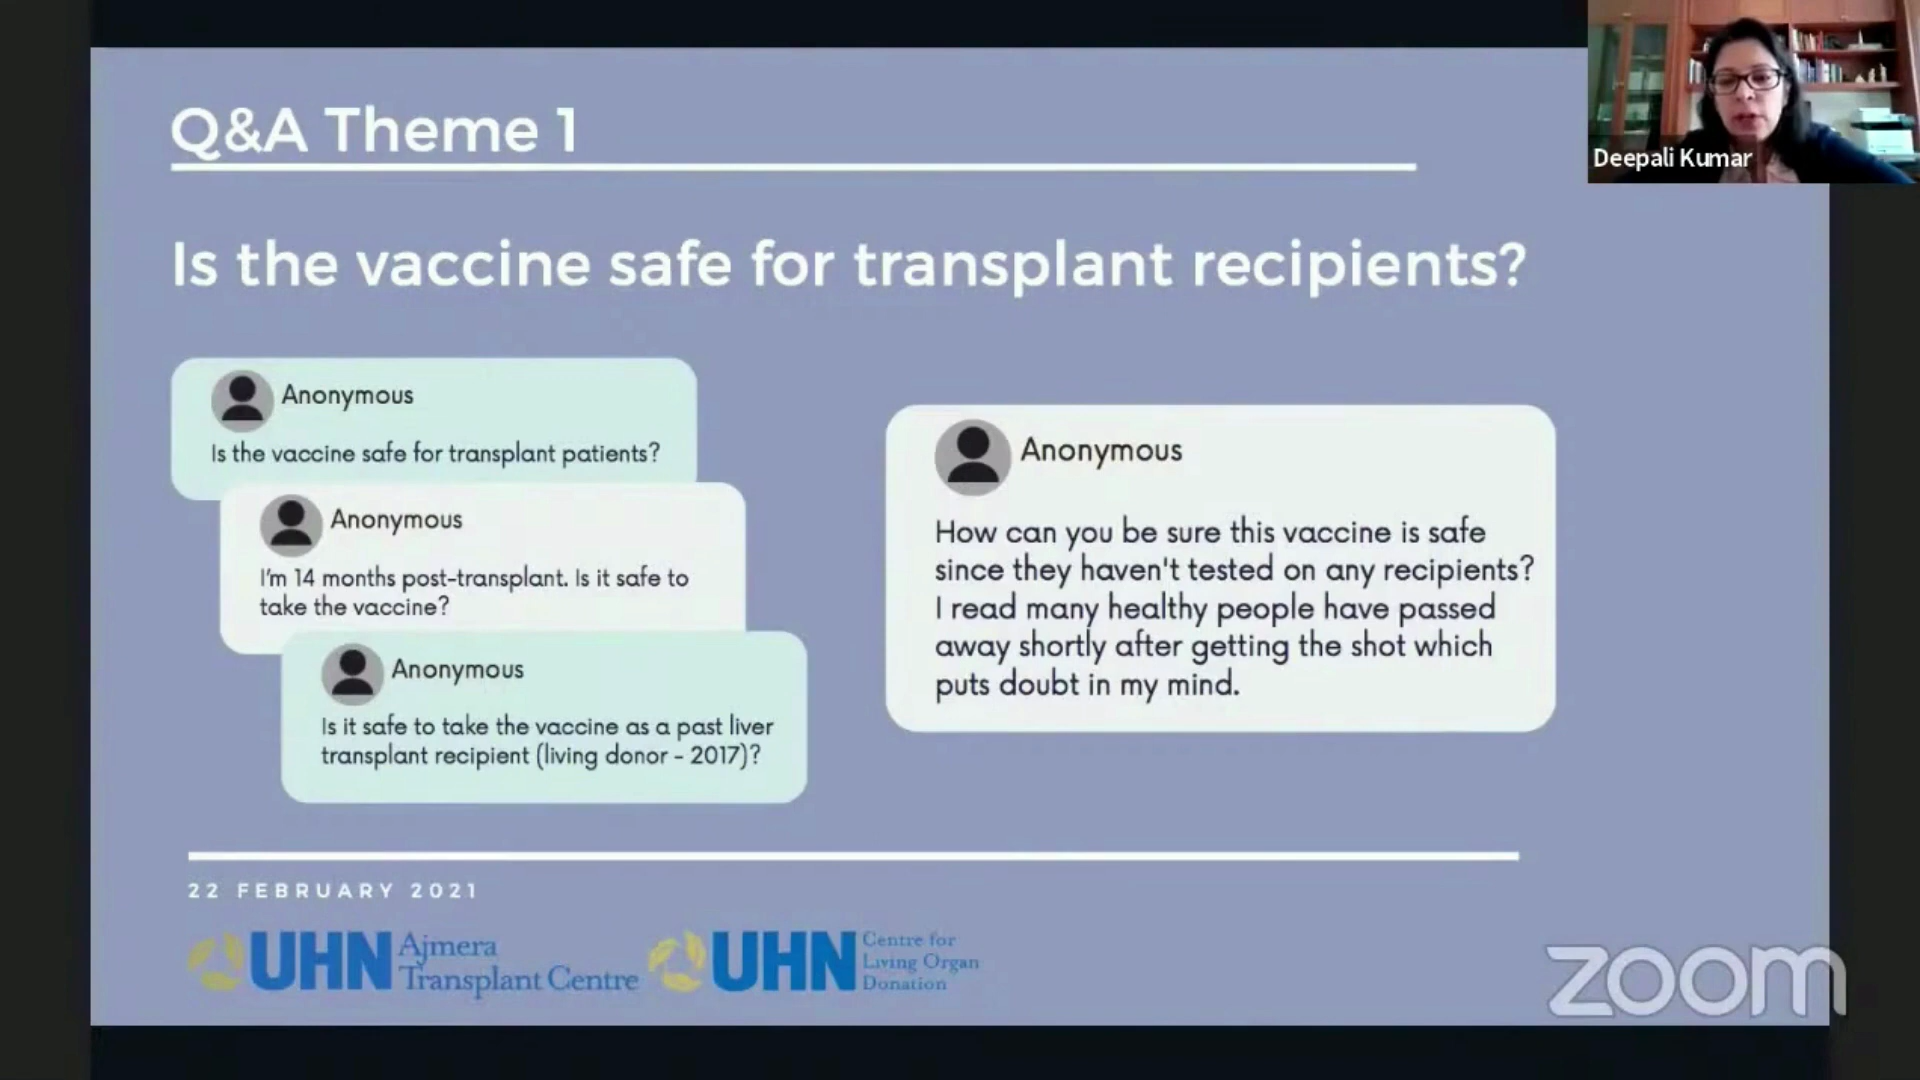 Q&A Theme 1
Deepali Kumar
Is the vaccine safe for transplant recipients?
Anonymous
Is the vaccine safe for transplant patients?
Anonymous
I'm 14 months post-transplant. Is it safe to
take the vaccine?
Anonymous
Is it safe to take the vaccine as a past liver
transplant recipient (living donor - 2017)?
Anonymous
How can you be sure this vaccine is safe
since they haven't tested on any recipients?
I read many healthy people have passed
away shortly after getting the shot which
puts doubt in my mind.
22 FEBRUARY 2021
UHN Ajmera
Transplant Centre
UHN Centre for
Living Organ
Donation
zoom